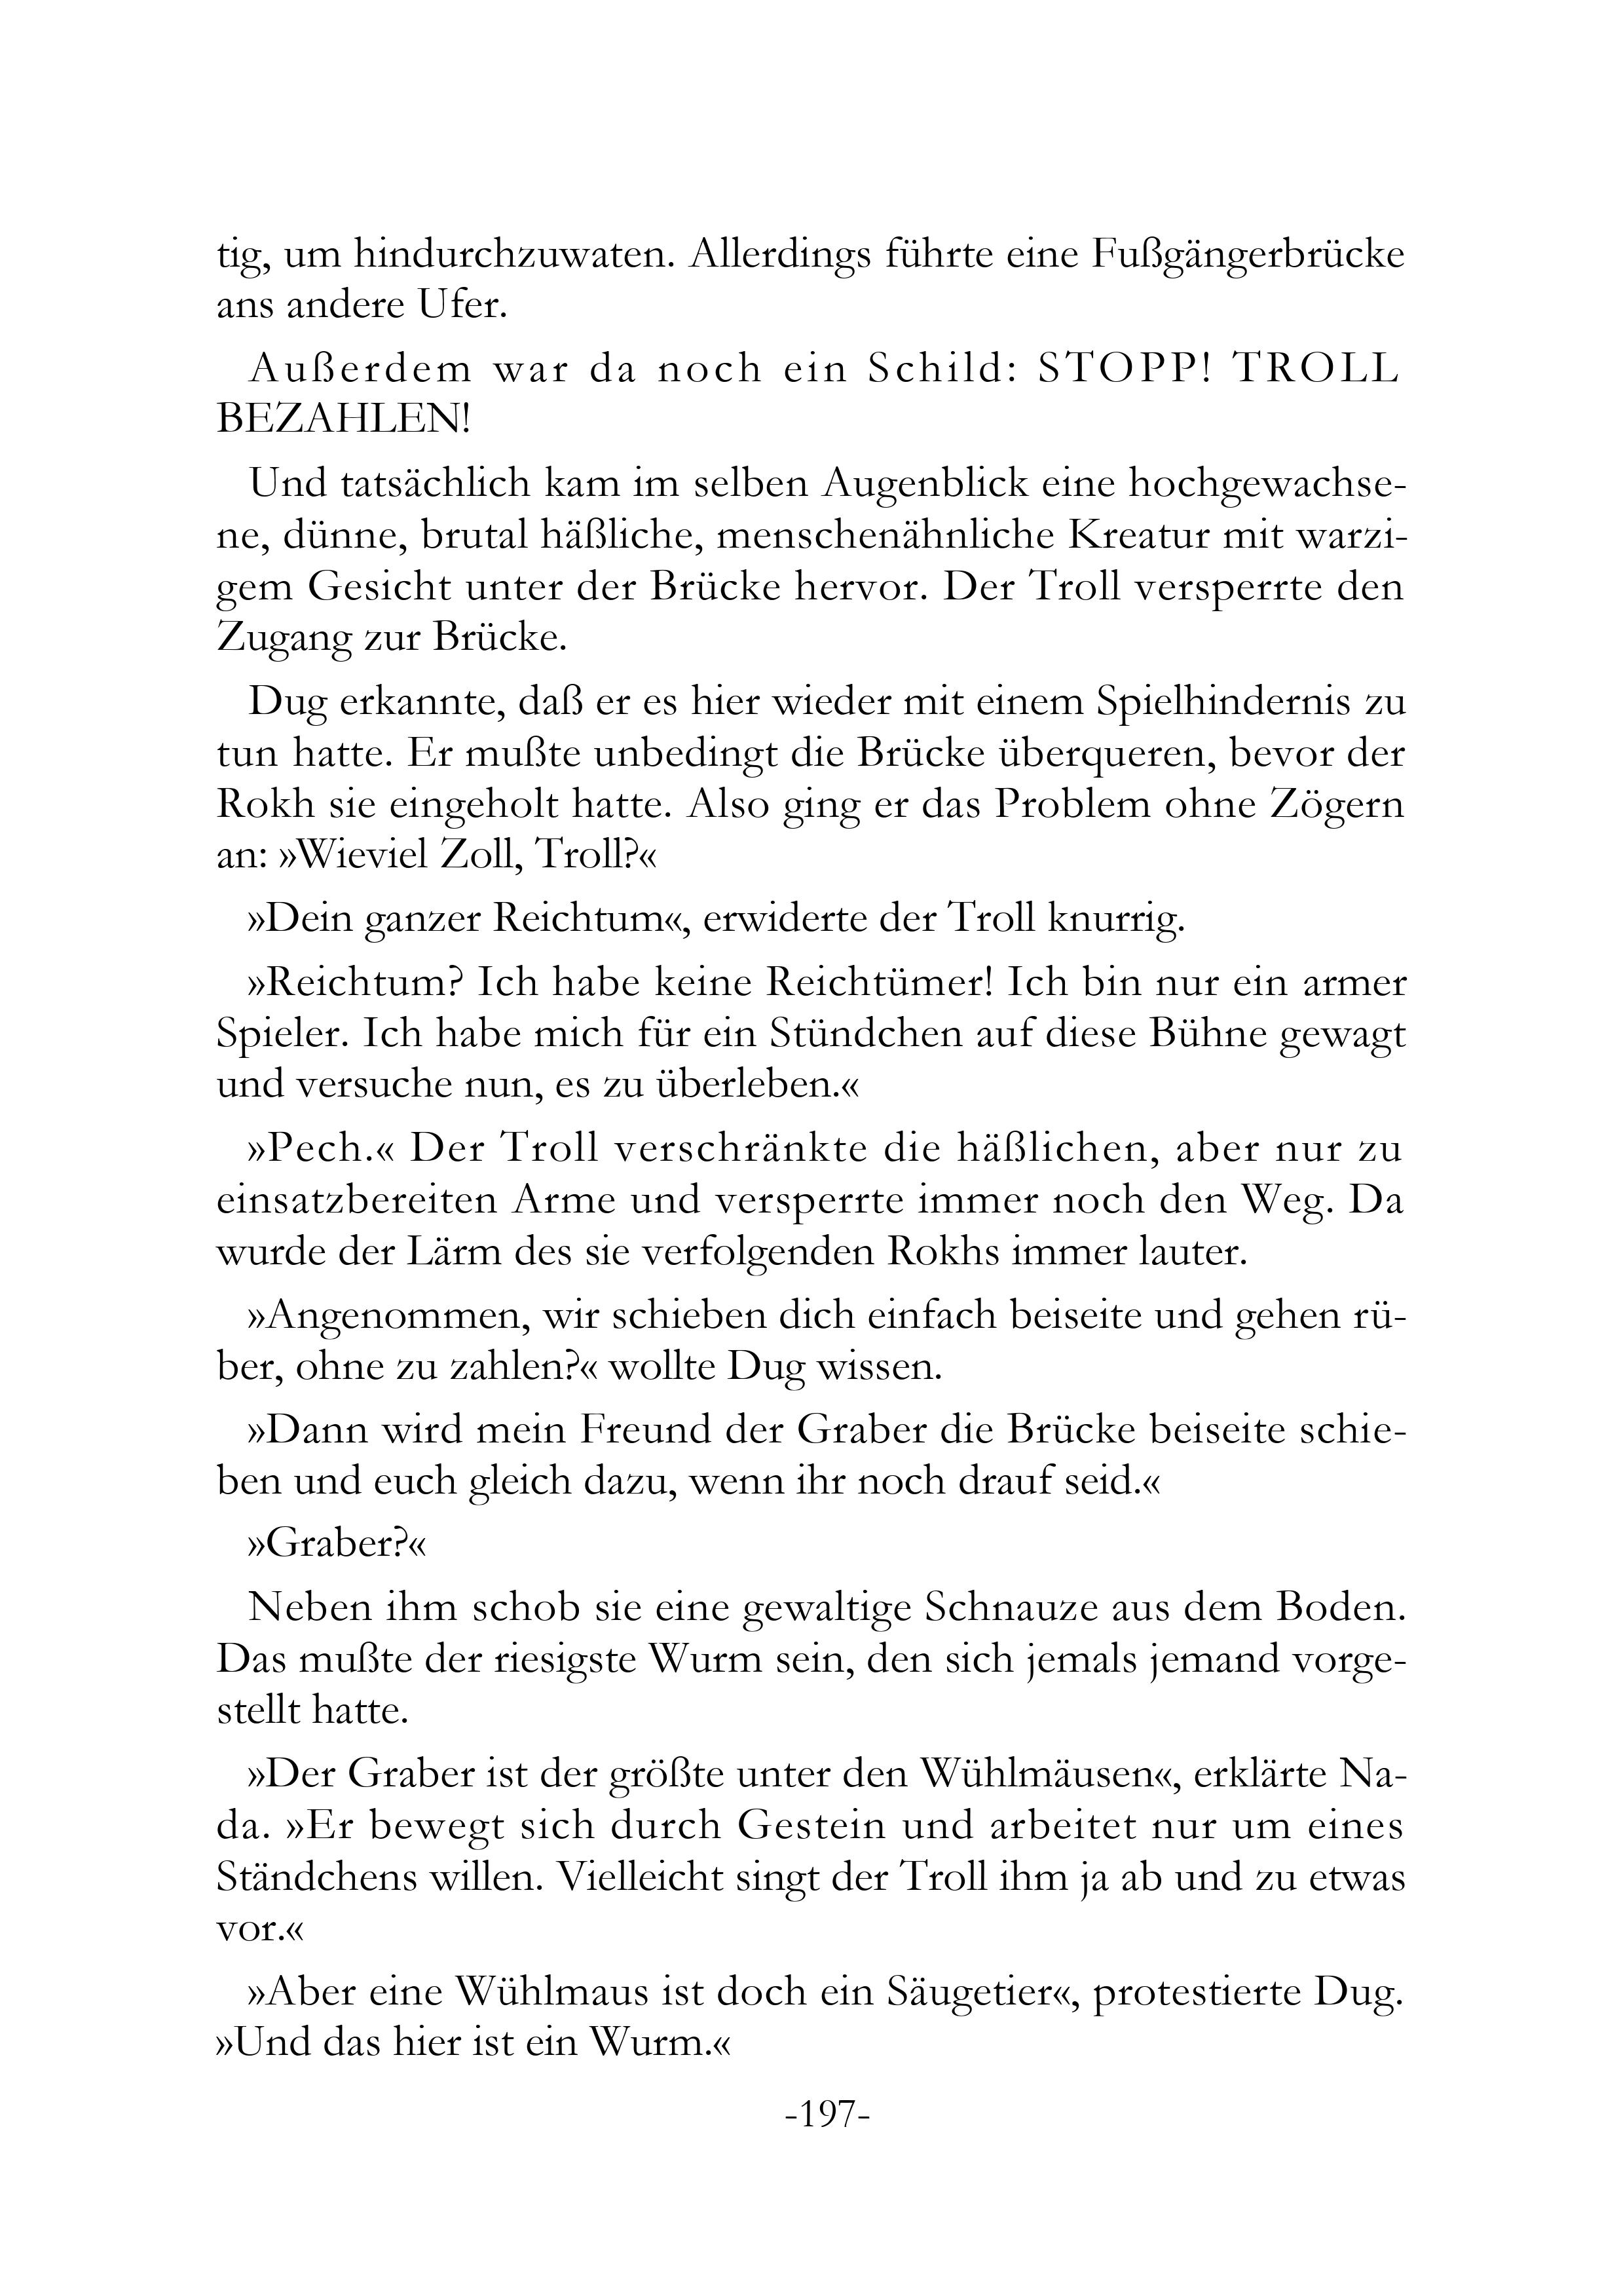 tig, um hindurchzuwaten. Allerdings führte eine Fußgängerbrücke
ans andere Ufer.
Außerdem war da noch ein Schild: STOPP! TROLL
BEZAHLEN!
Und tatsächlich kam im selben Augenblick eine hochgewachse-
ne, dünne, brutal häßliche, menschenähnliche Kreatur mit warzi-
gem Gesicht unter der Brücke hervor. Der Troll versperrte den
Zugang zur Brücke.
Dug erkannte, daß er es hier wieder mit einem Spielhindernis zu
tun hatte. Er mußte unbedingt die Brücke überqueren, bevor der
Rokh sie eingeholt hatte. Also ging er das Problem ohne Zögern
an: »Wieviel Zoll, Troll?«
»Dein ganzer Reichtum«, erwiderte der Troll knurrig.
»Reichtum? Ich habe keine Reichtümer! Ich bin nur ein armer
Spieler. Ich habe mich für ein Stündchen auf diese Bühne gewagt
und versuche nun, es zu überleben.«
»Pech.« Der Troll verschränkte die häßlichen, aber nur zu
einsatzbereiten Arme und versperrte immer noch den Weg. Da
wurde der Lärm des sie verfolgenden Rokhs immer lauter.
»Angenommen, wir schieben dich einfach beiseite und gehen rü-
ber, ohne zu zahlen?« wollte Dug wissen.
»Dann wird mein Freund der Graber die Brücke beiseite schie-
ben und euch gleich dazu, wenn ihr noch drauf seid.«
»Graber?«
Neben ihm schob sie eine gewaltige Schnauze aus dem Boden.
Das mußte der riesigste Wurm sein, den sich jemals jemand vorge-
stellt hatte.
»Der Graber ist der größte unter den Wühlmäusen«, erklärte Na-
da. »Er bewegt sich durch Gestein und arbeitet nur um eines
Ständchens willen. Vielleicht singt der Troll ihm ja ab und zu etwas
vor.«
»Aber eine Wühlmaus ist doch ein Säugetier«, protestierte Dug.
»Und das hier ist ein Wurm.«
-197-